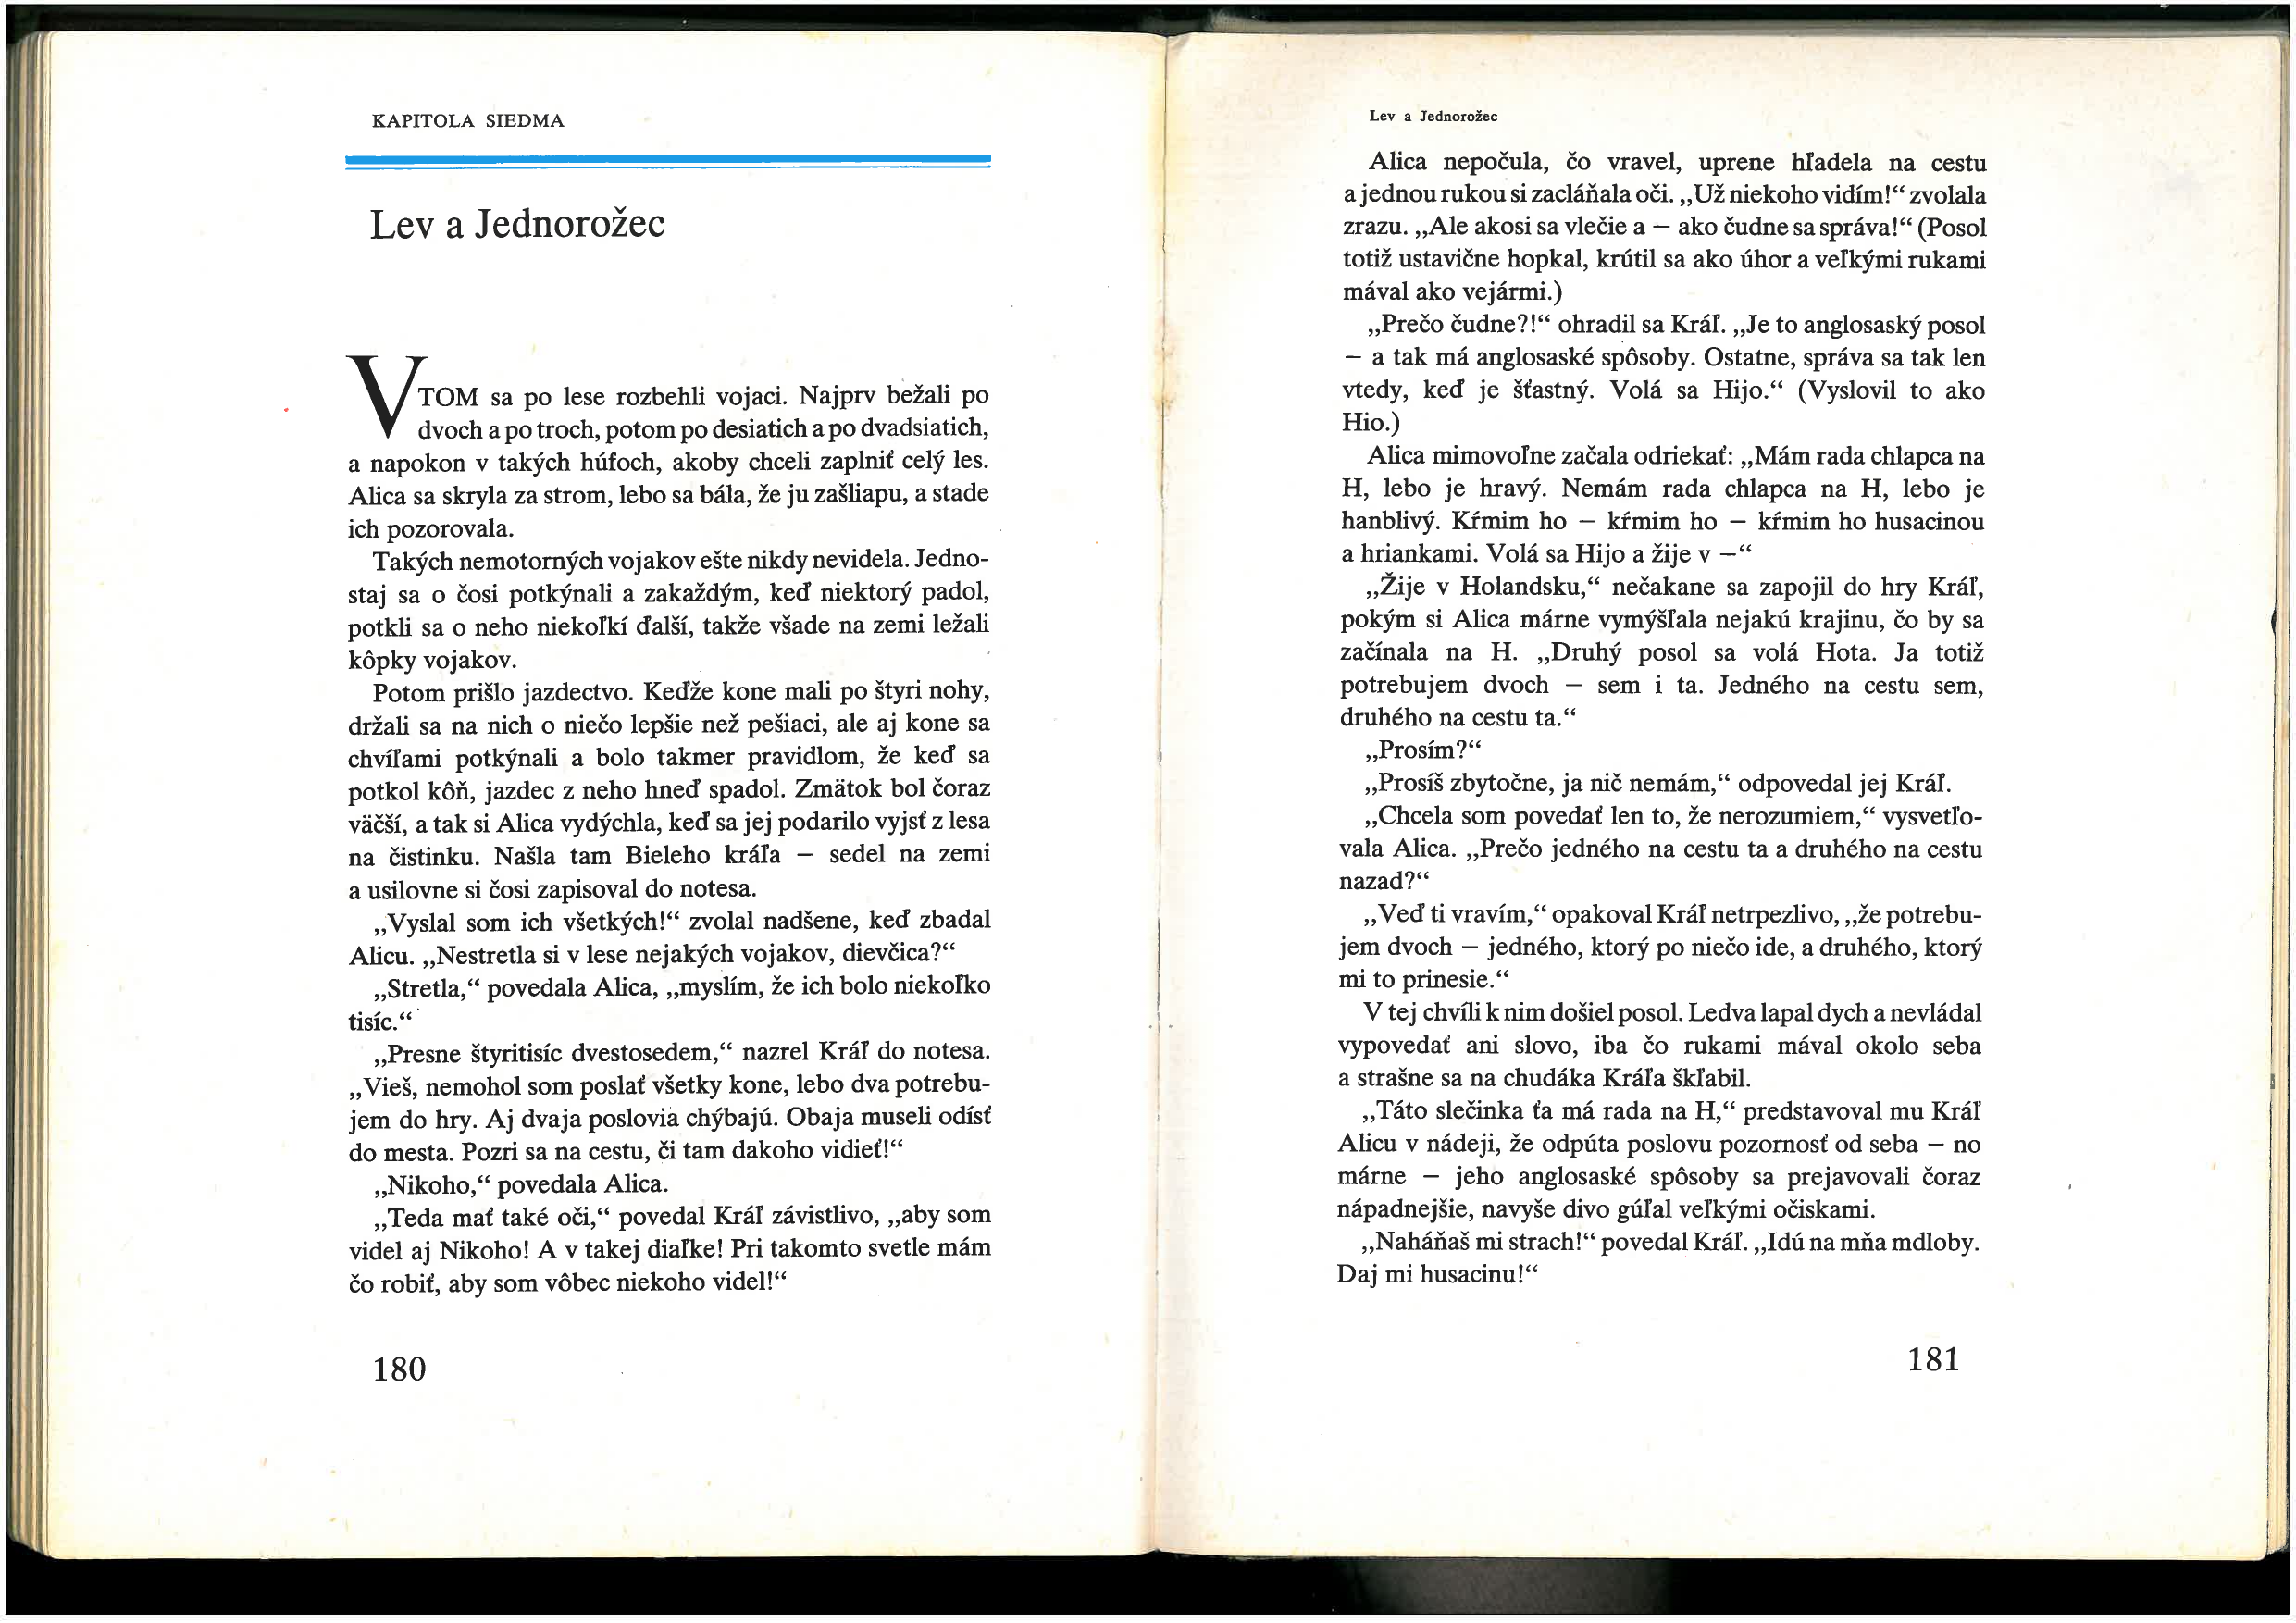 KAPITOLA SIEDMA
Lev a Jednorožec
VTOM sa po lese rozbehli vojaci. Najprv bežali po
dvoch a po troch, potom po desiatich a po dvadsiatich,
a napokon v takých húfoch, akoby chceli zaplniť celý les.
Alica sa skryla za strom, lebo sa bála, že ju zašliapu, a stade
ich pozorovala.
Takých nemotorných vojakov ešte nikdy nevidela. Jedno-
staj sa o čosi potkýnali a zakaždým, keď niektorý padol,
potkli sa o neho niekoľkí ďalší, takže všade na zemi ležali
kôpky vojakov.
Potom prišlo jazdectvo. Keďže kone mali po štyri nohy,
držali sa na nich o niečo lepšie než pešiaci, ale aj kone sa
chvíľami potkýnali a bolo takmer pravidlom, že keď sa
potkol kôň, jazdec z neho hneď spadol. Zmätok bol čoraz
väčší, a tak si Alica vydýchla, keď sa jej podarilo vyjsť z lesa
na čistinku. Našla tam Bieleho kráľa — sedel na zemi
a usilovne si čosi zapisoval do notesa.
„Vyslal som ich všetkých!“ zvolal nadšene, keď zbadal
Alicu. „Nestretla si v lese nejakých vojakov, dievčica?“
„Stretla,“ povedala Alica, „myslím, že ich bolo niekoľko
tisíc.“
„Presne štyritisíc dvestosedem,“ nazrel Kráľ do notesa.
„Vieš, nemohol som poslať všetky kone, lebo dva potrebu-
jem do hry. Aj dvaja poslovia chýbajú. Obaja museli odísť
do mesta. Pozri sa na cestu, či tam dakoho vidieť!“
„Nikoho,“ povedala Alica.
„Teda mať také oči,“ povedal Kráľ závistlivo, „aby som
videl aj Nikoho! A v takej diaľke! Pri takomto svetle mám
čo robiť, aby som vôbec niekoho videl!“
180
Lev a Jednorožec
Alica nepočula, čo vravel, uprene hľadela na cestu
a jednou rukou si zacláňala oči. „Už niekoho vidím!“ zvolala
zrazu. „Ale akosi sa vlečie a — ako čudne sa správa!“ (Posol
totiž ustavične hopkal, krútil sa ako úhor a veľkými rukami
mával ako vejármi.)
„Prečo čudne?!“ ohradil sa Kráľ. „Je to anglosaský posol
— a tak má anglosaské spôsoby. Ostatne, správa sa tak len
vtedy, keď je šťastný. Volá sa Hijo.“ (Vyslovil to ako
Hio.)
Alica mimovoľne začala odriekať: „Mám rada chlapca na
H, lebo je hravý. Nemám rada chlapca na H, lebo je
hanblivý. Kŕmim ho — kŕmim ho — kŕmim ho husacinou
a hriankami. Volá sa Hijo a žije v —“
„Žije v Holandsku,“ nečakane sa zapojil do hry Kráľ,
pokým si Alica márne vymýšľala nejakú krajinu, čo by sa
začínala na H. „Druhý posol sa volá Hota. Ja totiž
potrebujem dvoch — sem i ta. Jedného na cestu sem,
druhého na cestu ta.“
„Prosím?“
„Prosíš zbytočne, ja nič nemám,“ odpovedal jej Kráľ.
„Chcela som povedať len to, že nerozumiem,“ vysvetľo-
vala Alica. „Prečo jedného na cestu ta a druhého na cestu
nazad?“
„Veď ti vravím,“ opakoval Kráľ netrpezlivo, „že potrebu-
jem dvoch — jedného, ktorý po niečo ide, a druhého, ktorý
mi to prinesie.“
V tej chvíli k nim došiel posol. Ledva lapal dych a nevládal
vypovedať ani slovo, iba čo rukami mával okolo seba
a strašne sa na chudáka Kráľa škľabil.
„Táto slečinka ťa má rada na H,“ predstavoval mu Kráľ
Alicu v nádeji, že odpúta poslovu pozornosť od seba — no
márne — jeho anglosaské spôsoby sa prejavovali čoraz
nápadnejšie, navyše divo gúľal veľkými očiskami.
„Naháňaš mi strach!“ povedal Kráľ. „Idú na mňa mdloby.
Daj mi husacinu!“
181